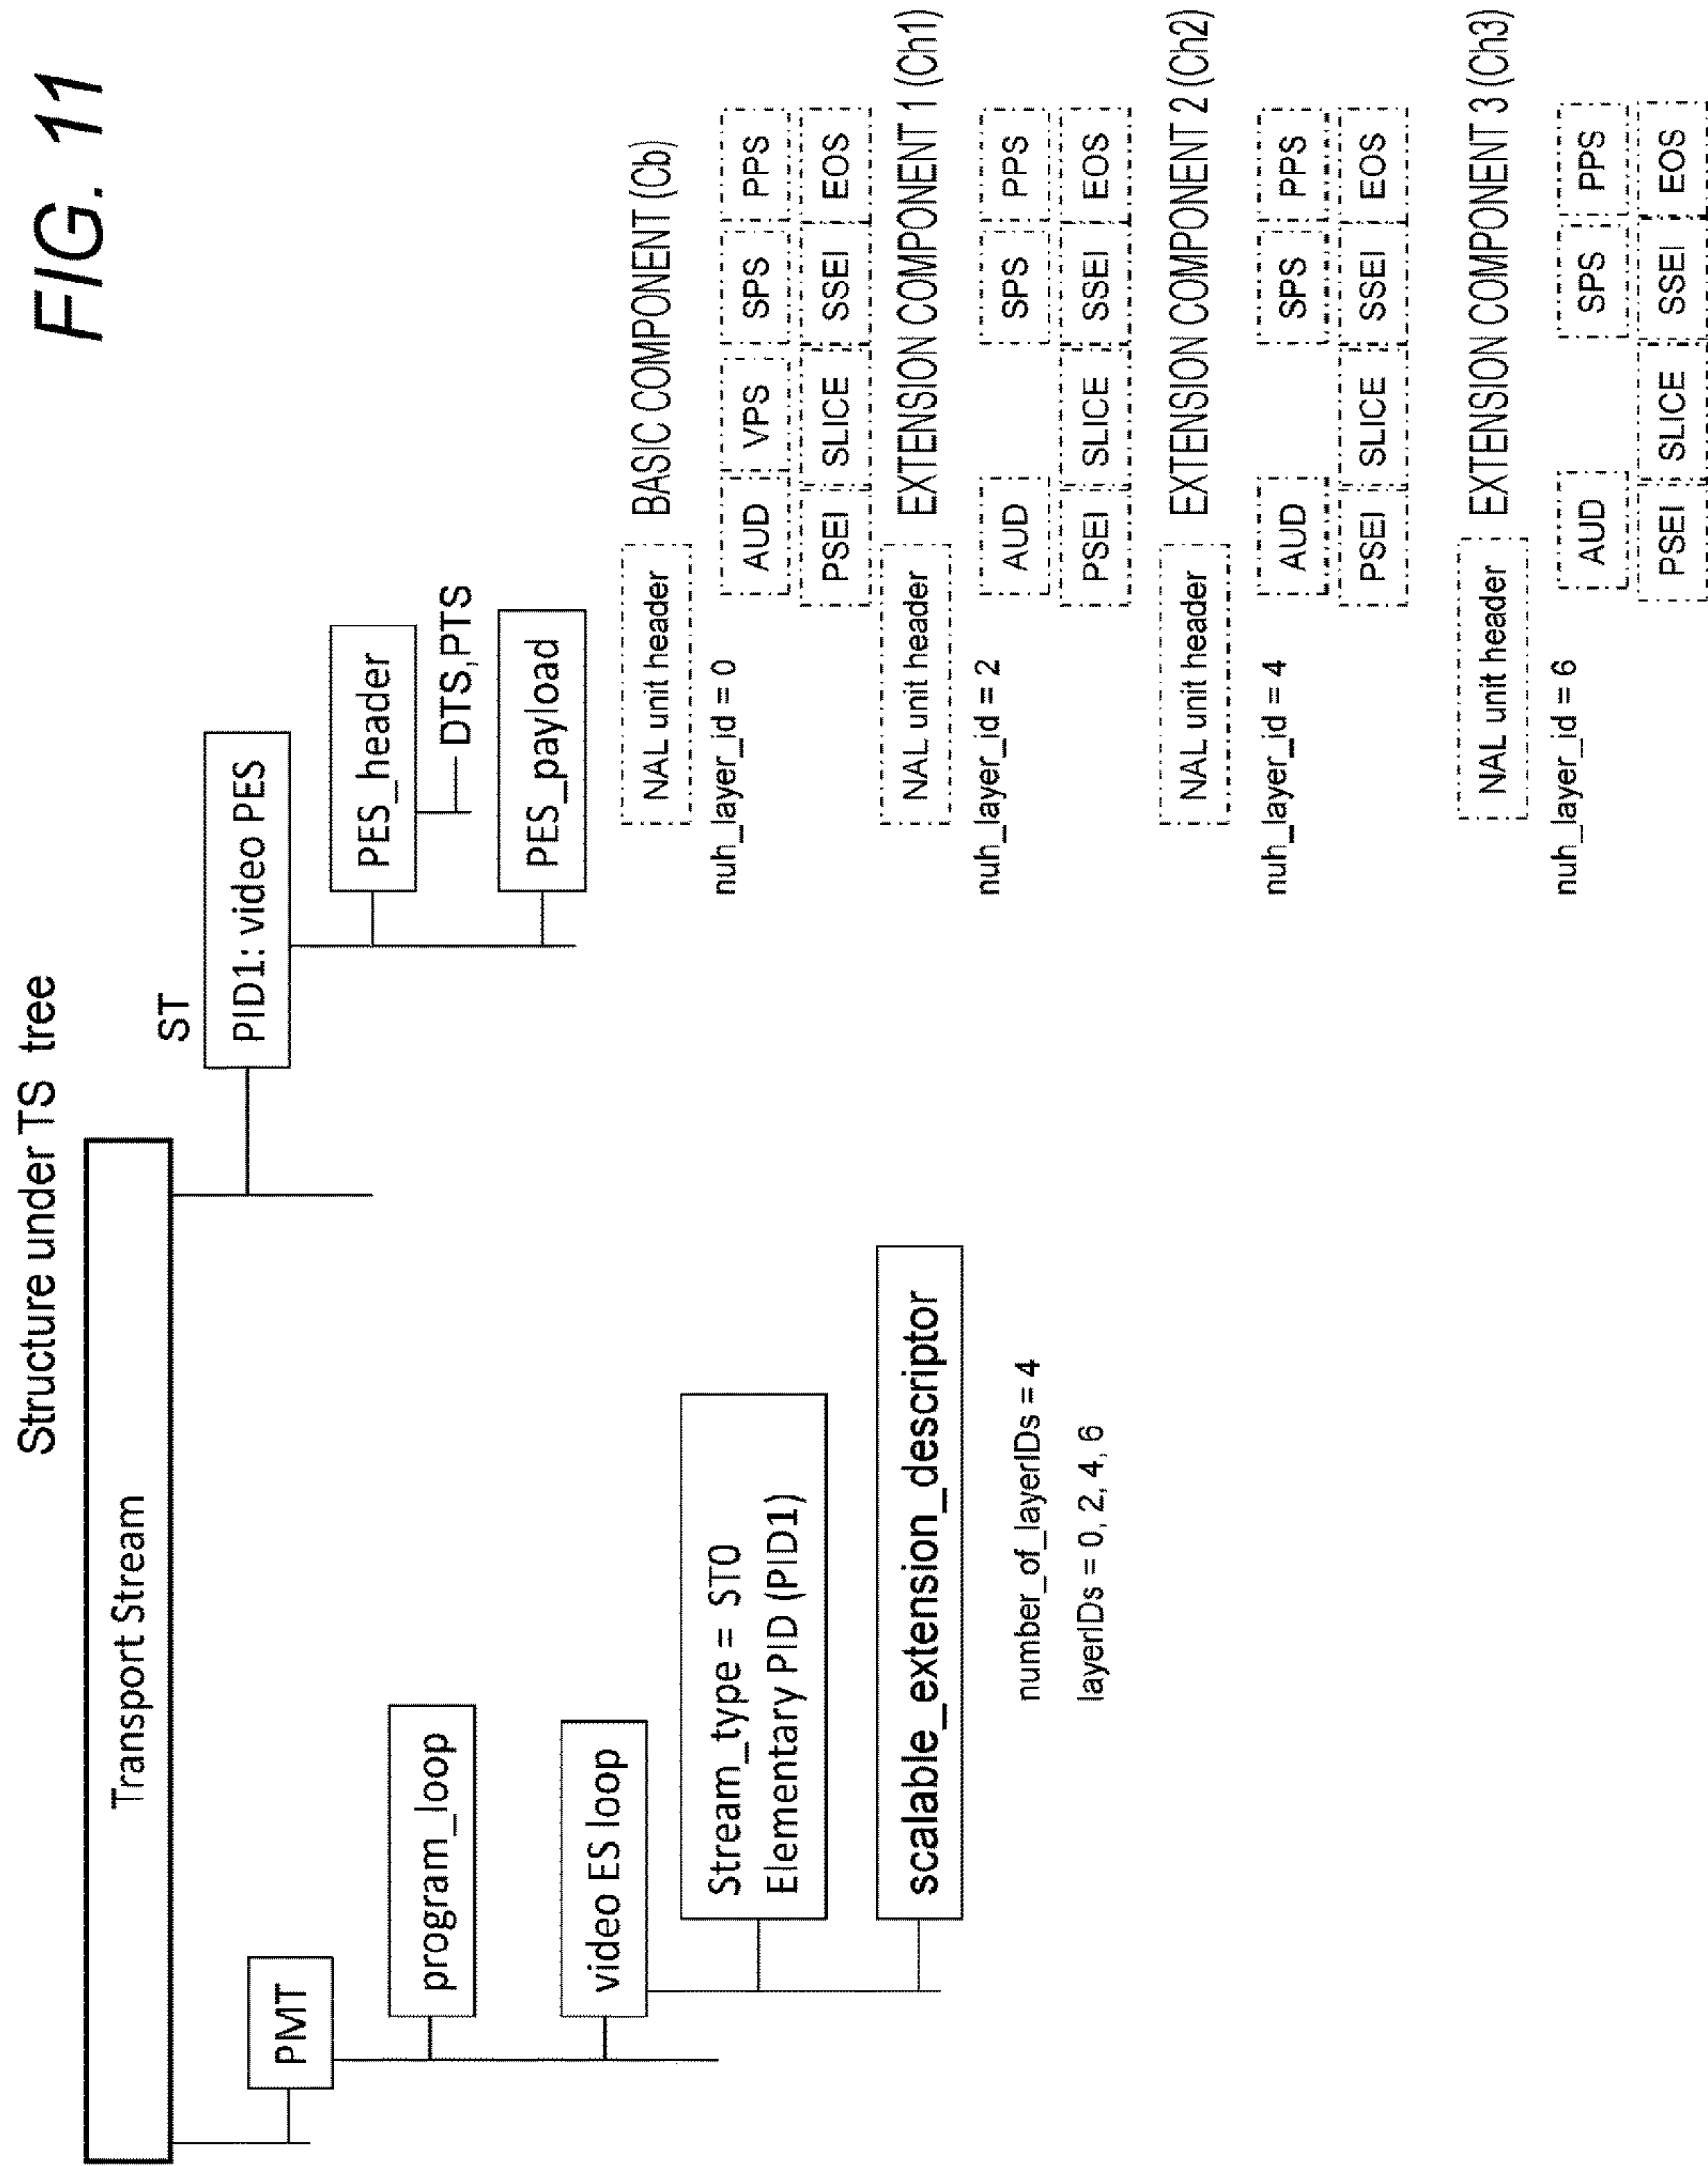 FIG. 11
Structure under TS tree
Transport Stream
PMT
program_loop
video ES loop
Stream_type = ST0
Elementary PID (PID1)
scalable_extension_descriptor
number_of_layerIDs = 4
layerIDs = 0, 2, 4, 6
ST
PID1: video PES
PES_header
DTS,PTS
PES_payload
NAL unit header BASIC COMPONENT (Cb)
nuh_layer_id = 0
AUD VPS SPS PPS
PSEI SLICE SSEI EOS
NAL unit header EXTENSION COMPONENT 1 (Ch1)
nuh_layer_id = 2
AUD SPS PPS
PSEI SLICE SSEI EOS
NAL unit header EXTENSION COMPONENT 2 (Ch2)
nuh_layer_id = 4
AUD SPS PPS
PSEI SLICE SSEI EOS
NAL unit header EXTENSION COMPONENT 3 (Ch3)
nuh_layer_id = 6
AUD SPS PPS
PSEI SLICE SSEI EOS